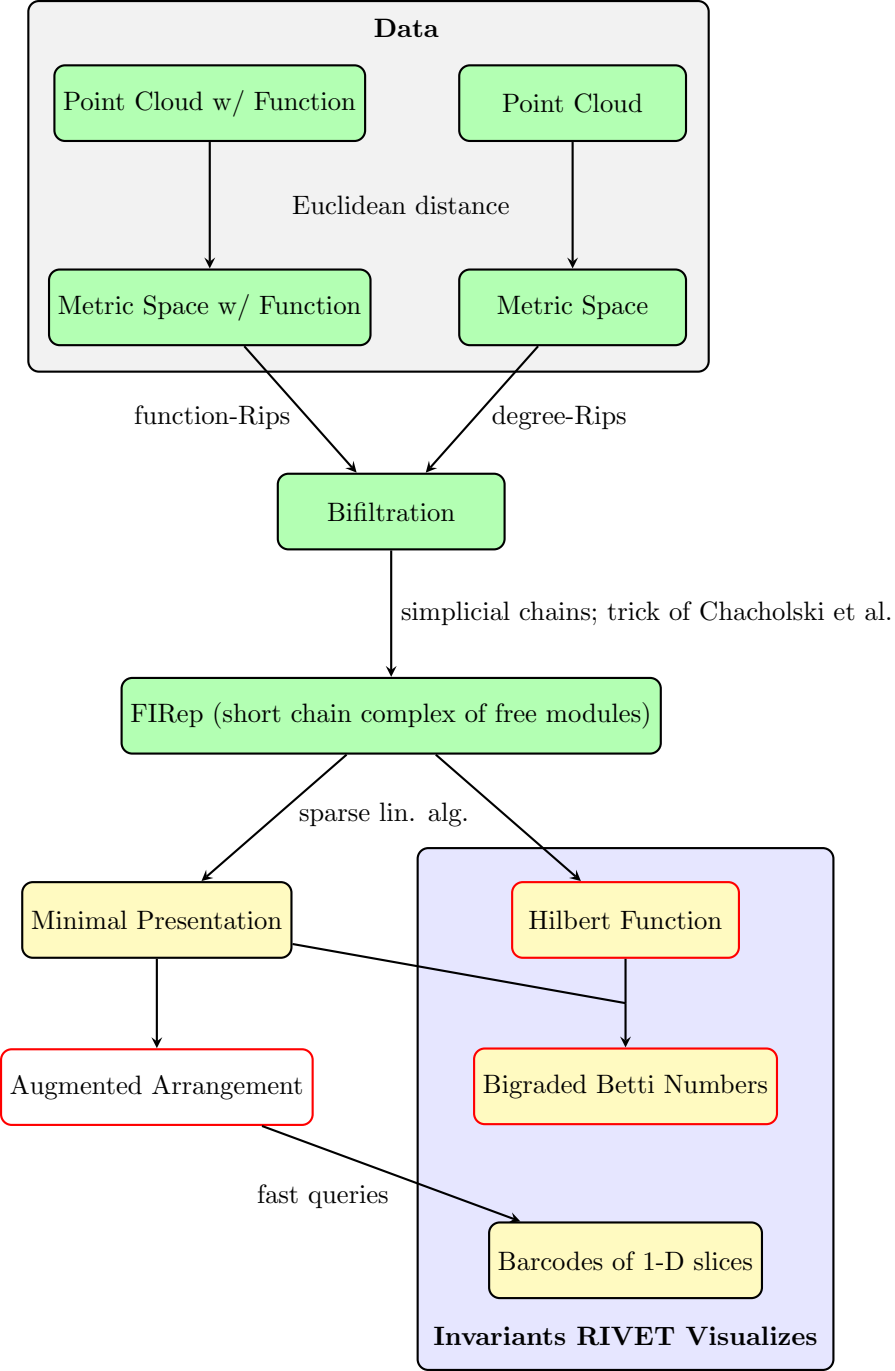 Data
Point Cloud w/ Function
Point Cloud
Euclidean distance
Metric Space w/ Function
Metric Space
function-Rips
degree-Rips
Bifiltration
simplicial chains; trick of Chacholski et al.
FIRep (short chain complex of free modules)
sparse lin. alg.
Minimal Presentation
Hilbert Function
Augmented Arrangement
Bigraded Betti Numbers
fast queries
Barcodes of 1-D slices
Invariants RIVET Visualizes